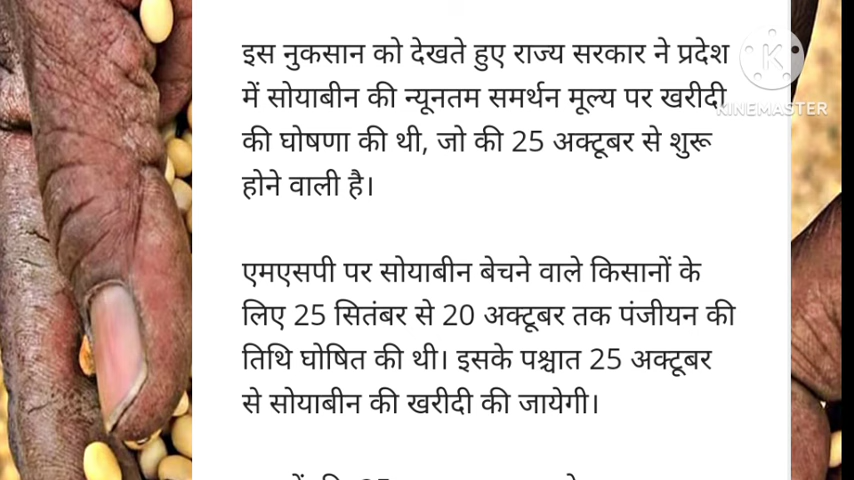 इस नुकसान को देखते हुए राज्य सरकार ने प्रदेश
में सोयाबीन की न्यूनतम समर्थन मूल्य पर खरीदी
की घोषणा की थी, जो की 25 अक्टूबर से शुरू
होने वाली है।
एमएसपी पर सोयाबीन बेचने वाले किसानों के
लिए 25 सितंबर से 20 अक्टूबर तक पंजीयन की
तिथि घोषित की थी। इसके पश्चात 25 अक्टूबर
से सोयाबीन की खरीदी की जायेगी।
K
KINEMASTER